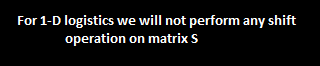 For 1-D logistics we will not perform any shift
operation on matrix S